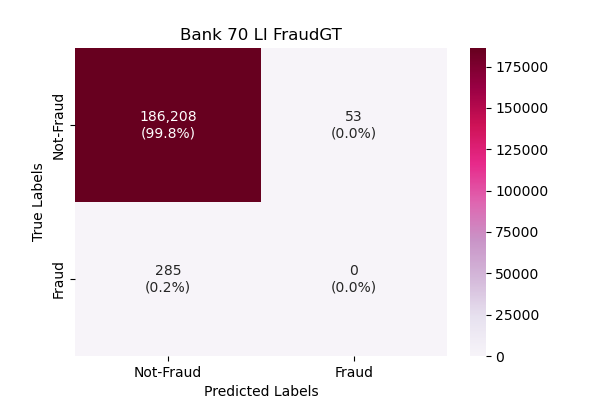 Bank 70 LI FraudGT
True Labels
Not-Fraud
186,208
(99.8%)
53
(0.0%)
Fraud
285
(0.2%)
0
(0.0%)
Not-Fraud
Fraud
Predicted Labels
175000
150000
125000
100000
75000
50000
25000
0